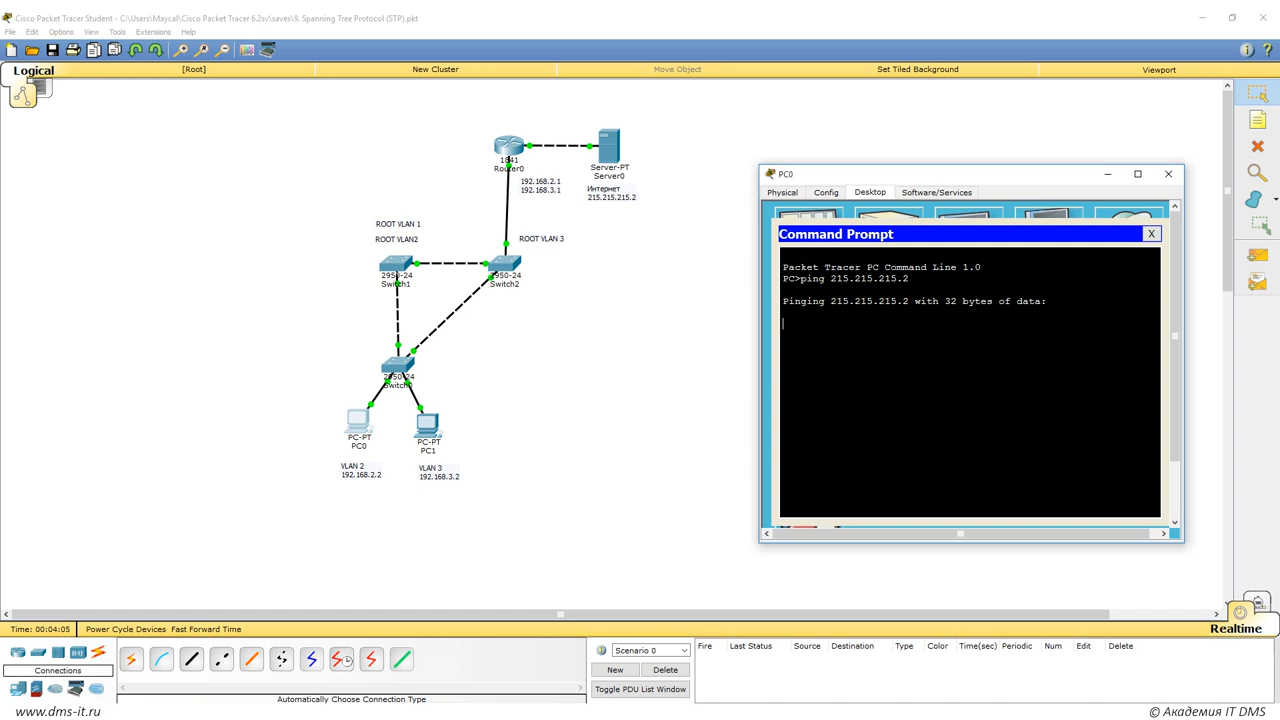 Cisco Packet Tracer Student - C:\Users\Maycal\Cisco Packet Tracer 6.2sv\saves\9. Spanning Tree Protocol (STP).pkt
File Edit Options View Tools Extensions Help
Logical [Root] New Cluster Move Object Set Tiled Background Viewport
1841
Router0
192.168.2.1
192.168.3.1
Server-PT
Server0
Интернет
215.215.215.2
ROOT VLAN 1
ROOT VLAN2
ROOT VLAN 3
2950-24
Switch1
2950-24
Switch2
2950-24
PC-PT
PC0
PC-PT
PC1
VLAN 2
192.168.2.2
VLAN 3
192.168.3.2
PC0
Physical Config Desktop Software/Services
Command Prompt X
Packet Tracer PC Command Line 1.0
PC>ping 215.215.215.2
Pinging 215.215.215.2 with 32 bytes of data:
Time: 00:04:05 Power Cycle Devices Fast Forward Time Realtime
Connections
Automatically Choose Connection Type
Scenario 0
New Delete
Toggle PDU List Window
Fire Last Status Source Destination Type Color Time(sec) Periodic Num Edit Delete
www.dms-it.ru © Академия IT DMS